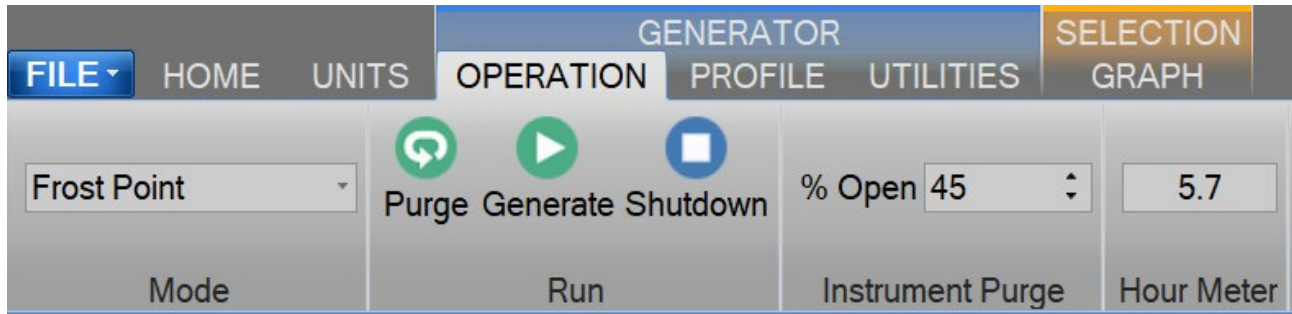 GENERATOR SELECTION
FILE HOME UNITS OPERATION PROFILE UTILITIES GRAPH
Frost Point
Purge Generate Shutdown
% Open 45
5.7
Mode Run Instrument Purge Hour Meter